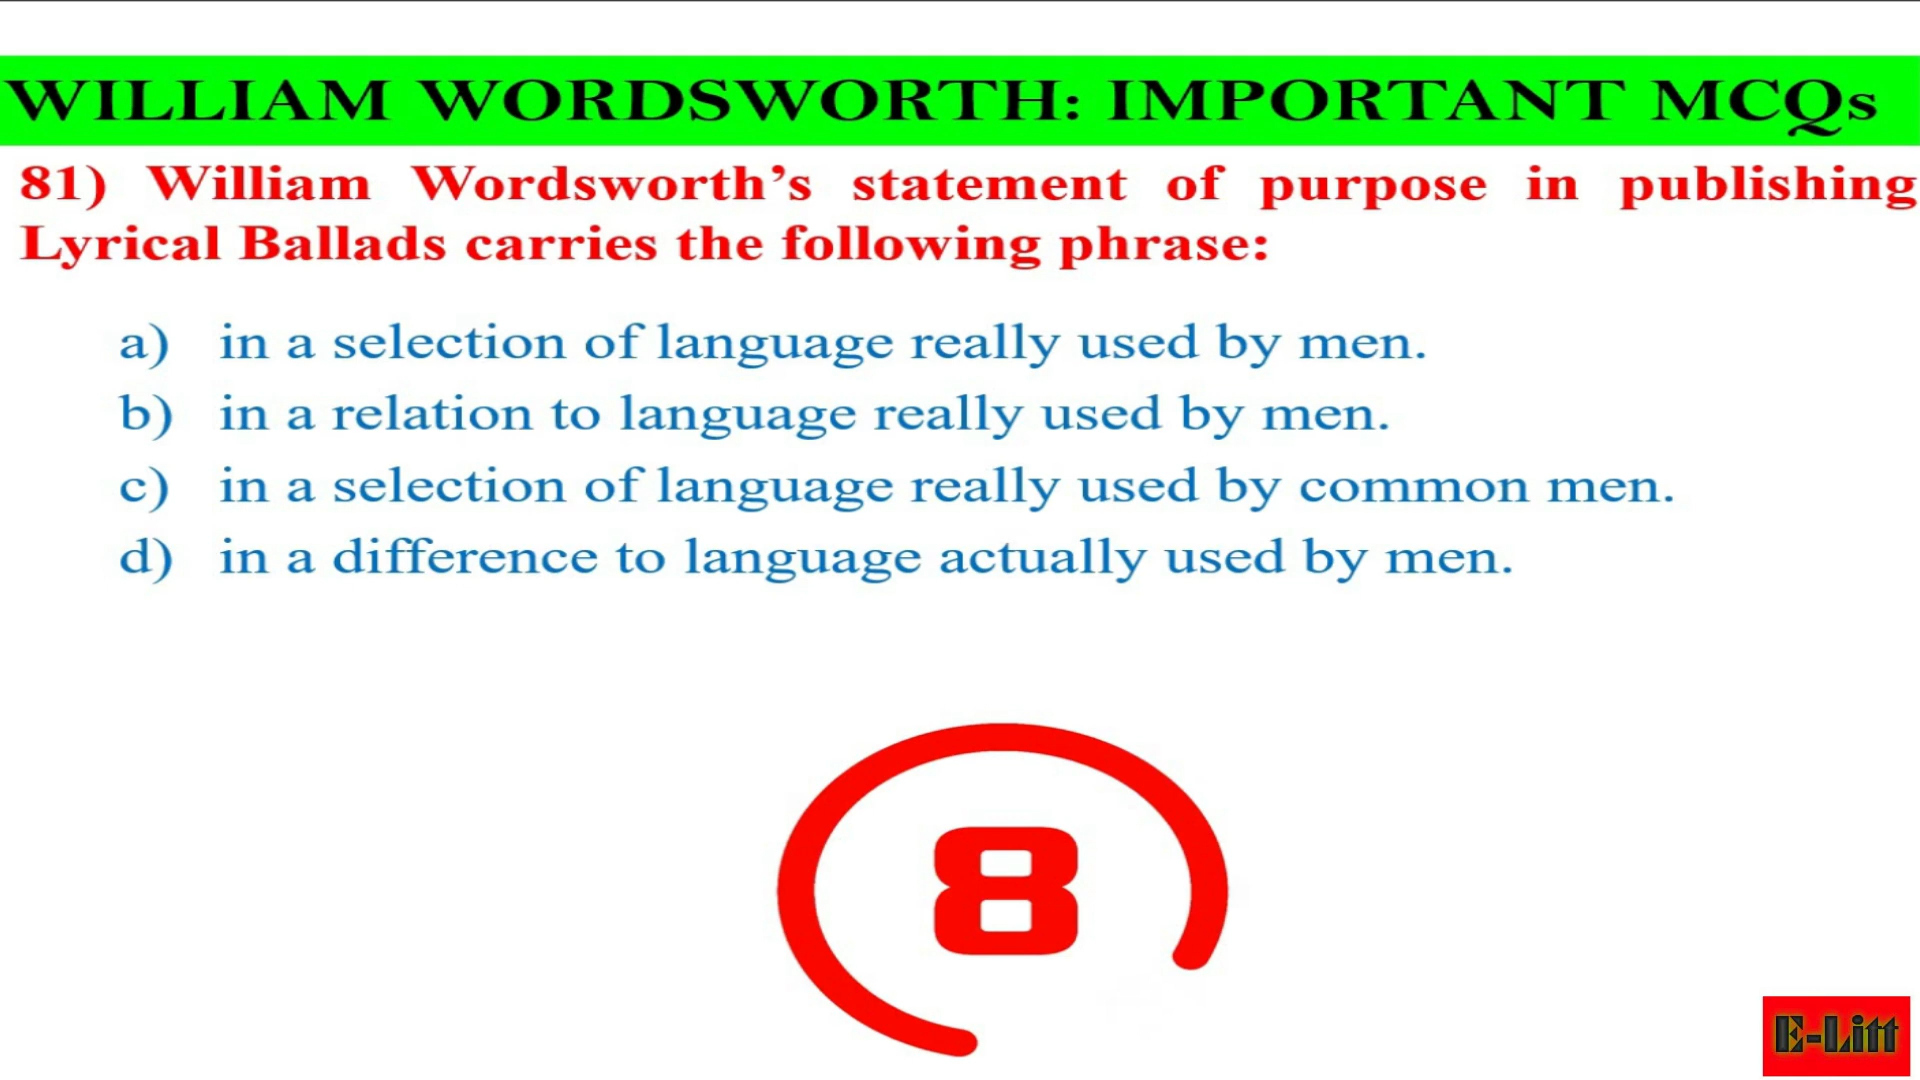 WILLIAM WORDSWORTH: IMPORTANT MCQs
81) William Wordsworth’s statement of purpose in publishing
Lyrical Ballads carries the following phrase:
a) in a selection of language really used by men.
b) in a relation to language really used by men.
c) in a selection of language really used by common men.
d) in a difference to language actually used by men.
8
E-Litt